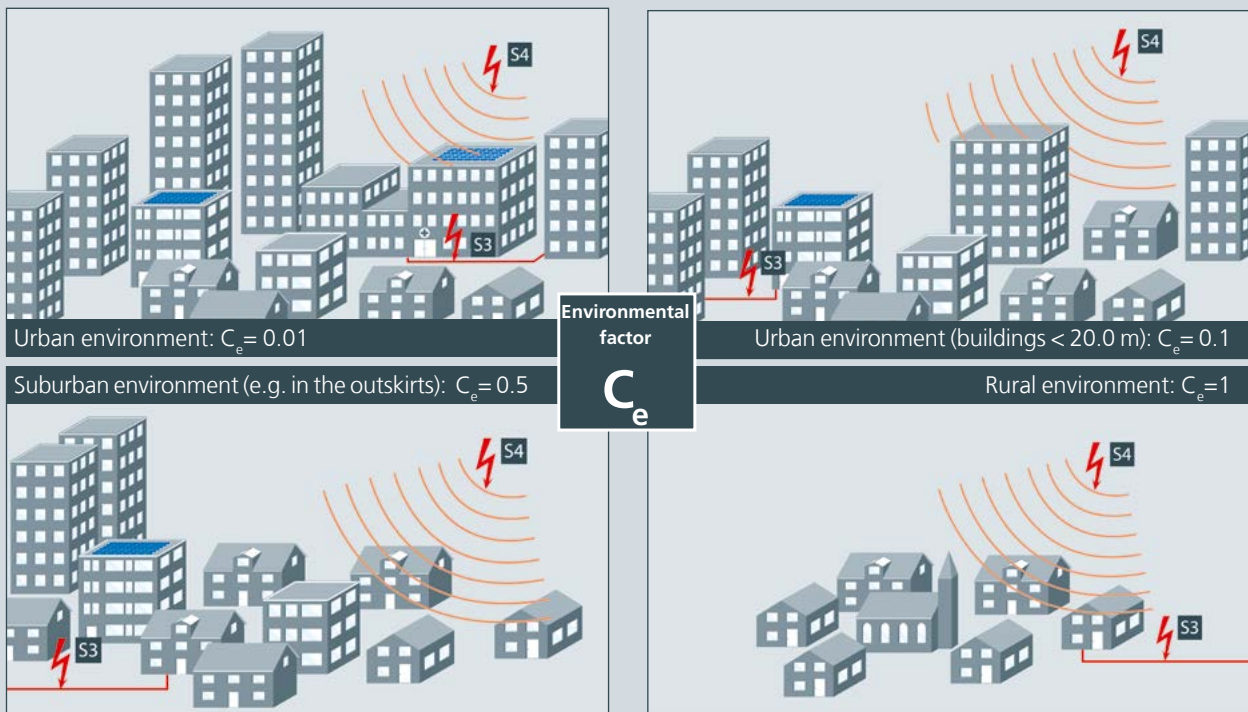 S4
S3
Urban environment: Cₑ= 0.01
S4
S3
Urban environment (buildings < 20.0 m): Cₑ= 0.1
Environmental
factor
Cₑ
Suburban environment (e.g. in the outskirts): Cₑ= 0.5
S4
S3
Rural environment: Cₑ=1
S4
S3